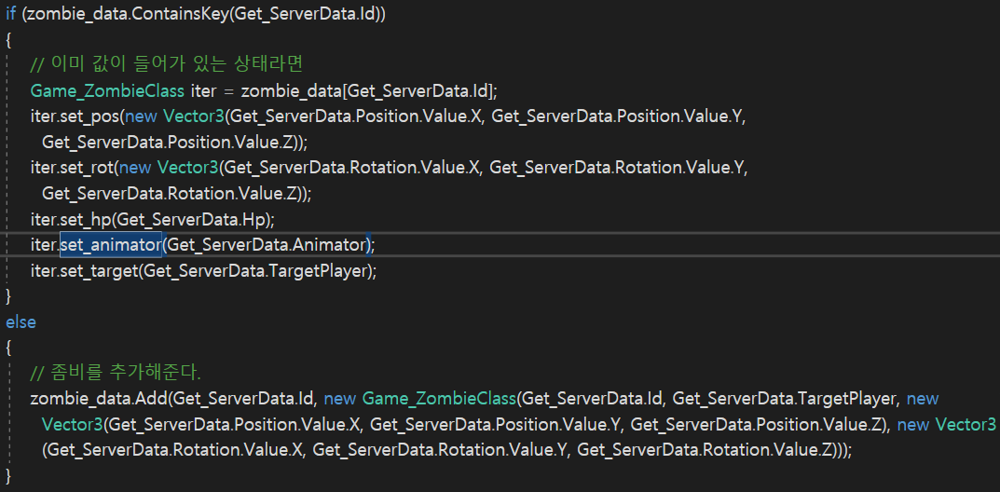 if (zombie_data.ContainsKey(Get_ServerData.Id))
{
// 이미 값이 들어가 있는 상태라면
Game_ZombieClass iter = zombie_data[Get_ServerData.Id];
iter.set_pos(new Vector3(Get_ServerData.Position.Value.X, Get_ServerData.Position.Value.Y,
Get_ServerData.Position.Value.Z));
iter.set_rot(new Vector3(Get_ServerData.Rotation.Value.X, Get_ServerData.Rotation.Value.Y,
Get_ServerData.Rotation.Value.Z));
iter.set_hp(Get_ServerData.Hp);
iter.set_animator(Get_ServerData.Animator);
iter.set_target(Get_ServerData.TargetPlayer);
}
else
{
// 좀비를 추가해준다.
zombie_data.Add(Get_ServerData.Id, new Game_ZombieClass(Get_ServerData.Id, Get_ServerData.TargetPlayer, new
Vector3(Get_ServerData.Position.Value.X, Get_ServerData.Position.Value.Y, Get_ServerData.Position.Value.Z), new Vector3
(Get_ServerData.Rotation.Value.X, Get_ServerData.Rotation.Value.Y, Get_ServerData.Rotation.Value.Z)));
}